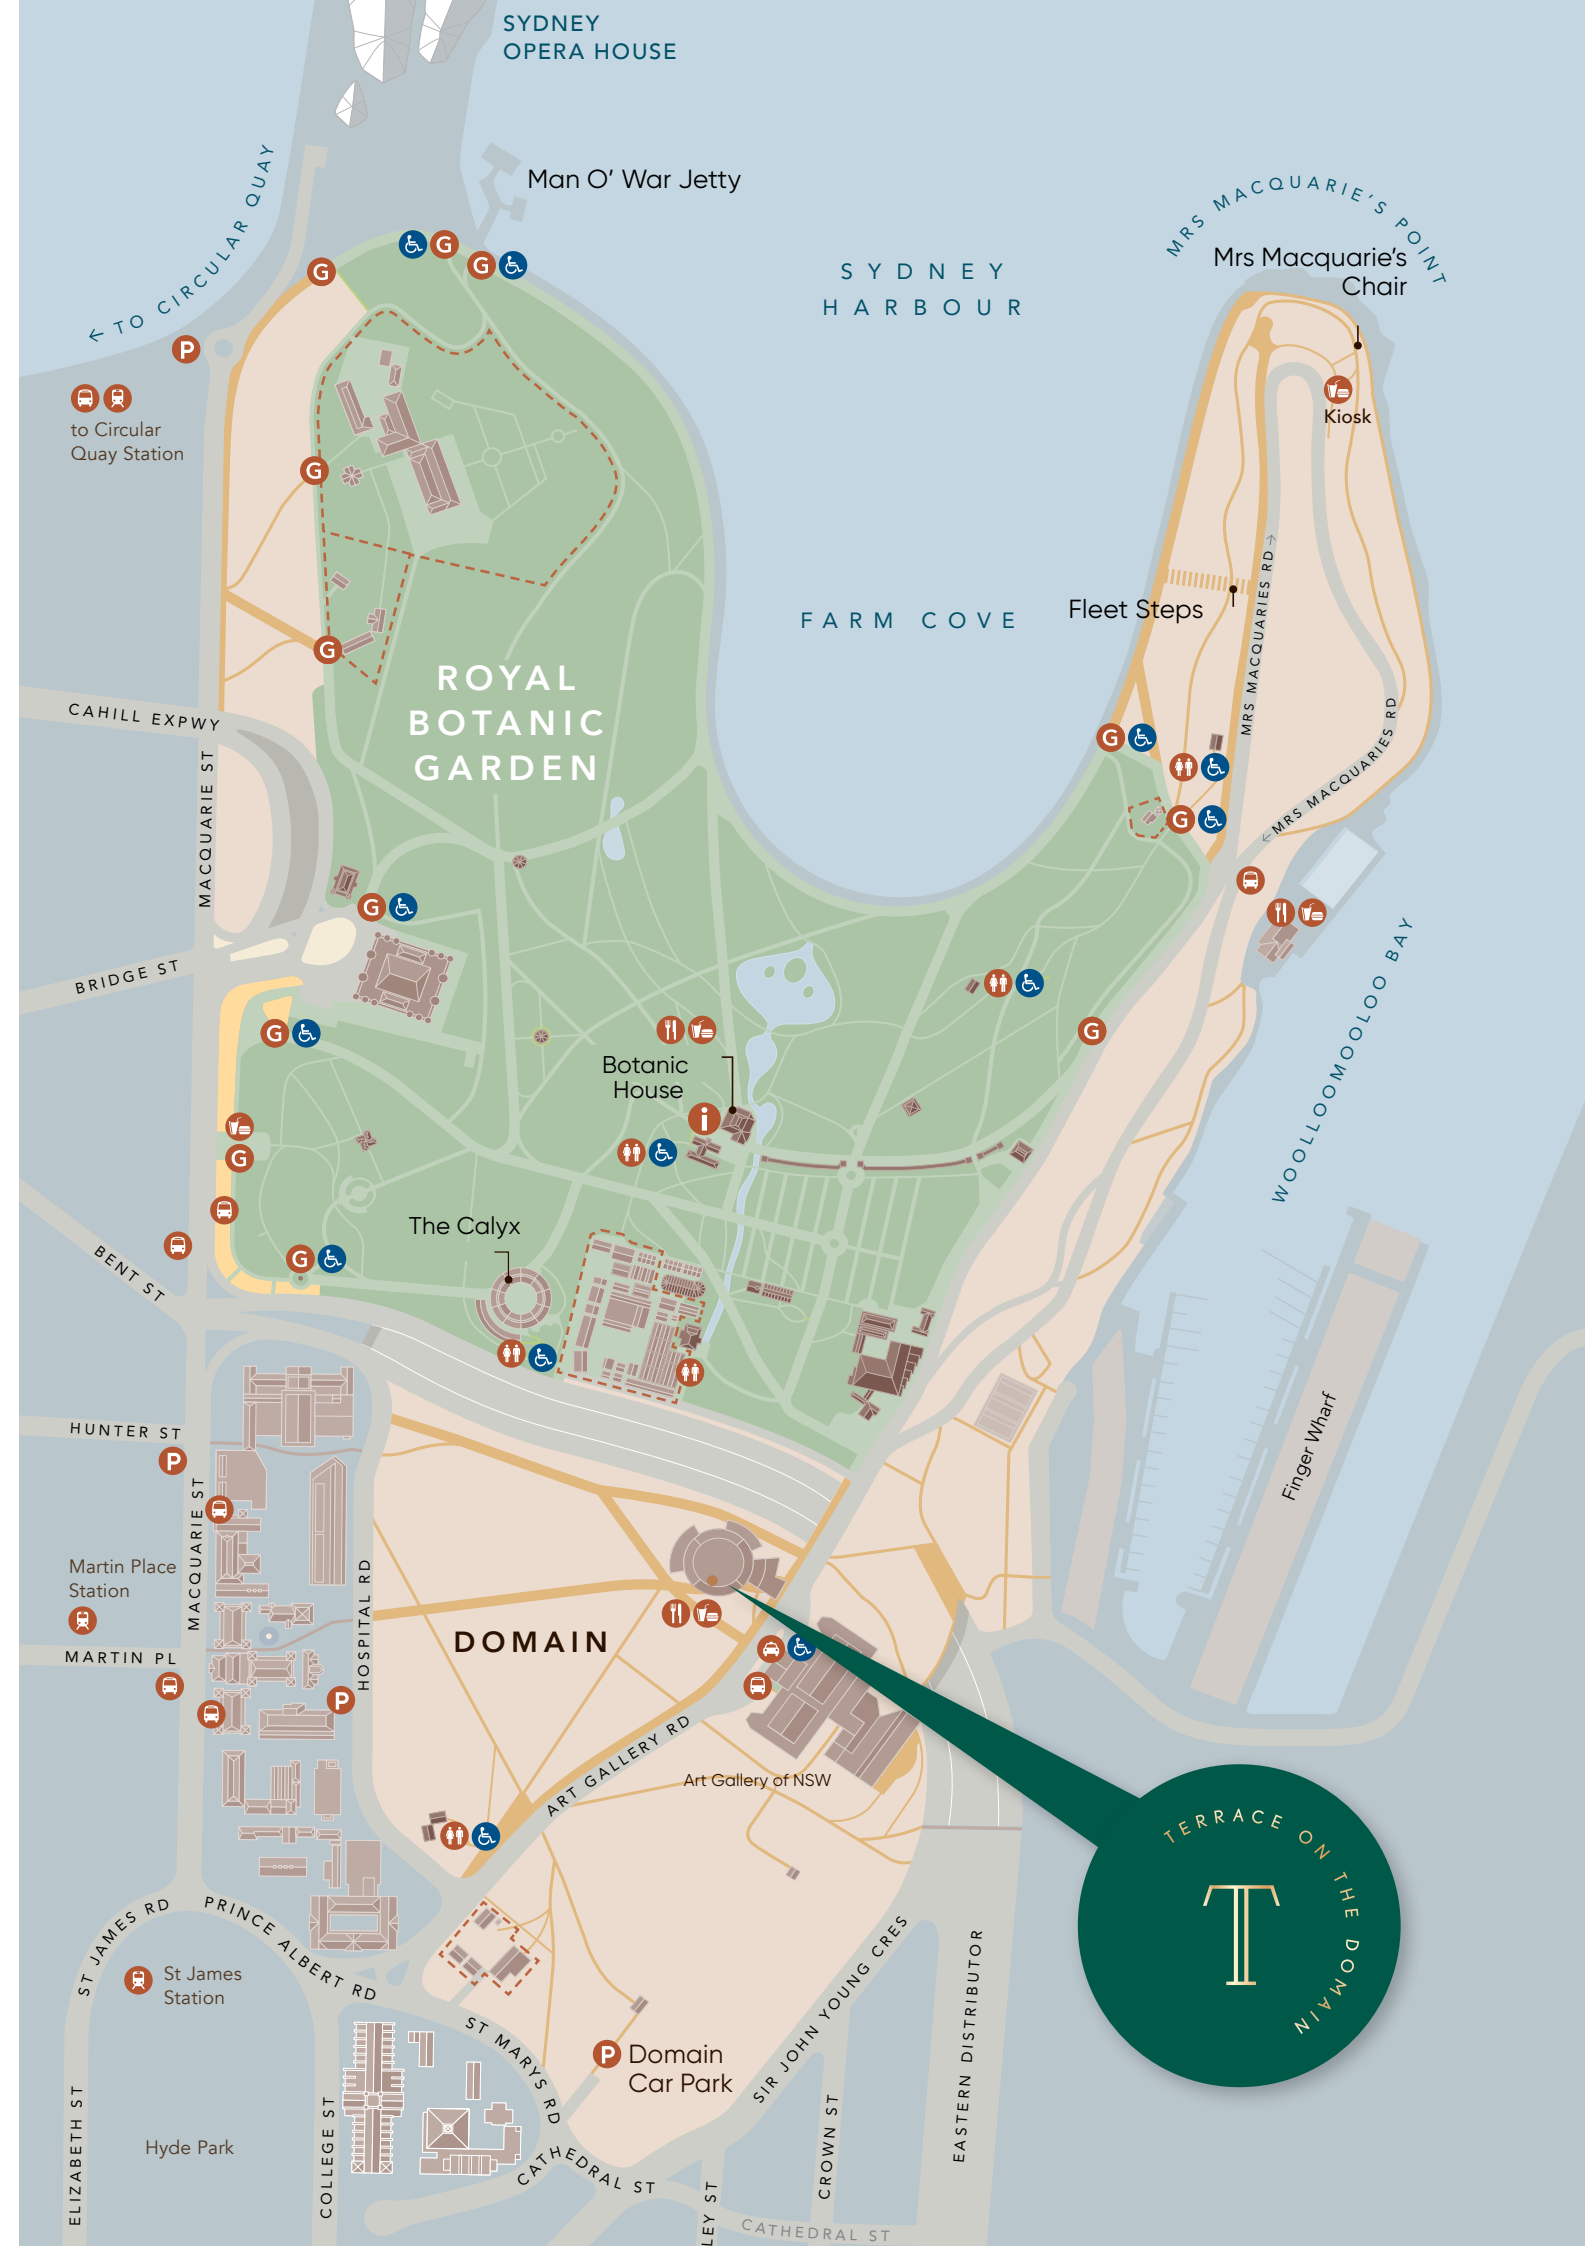 SYDNEY
OPERA HOUSE
Man O' War Jetty
← TO CIRCULAR QUAY
MRS MACQUARIE'S POINT
Mrs Macquarie's
Chair
SYDNEY
HARBOUR
G
G
G
P
to Circular
Quay Station
Kiosk
G
FARM COVE
Fleet Steps
MRS MACQUARIES RD →
G
ROYAL
BOTANIC
GARDEN
CAHILL EXPWY
MACQUARIE ST
G
G
← MRS MACQUARIES RD
G
BRIDGE ST
WOOLLOOMOOLOO BAY
G
G
Botanic
House
i
G
The Calyx
BENT ST
G
HUNTER ST
P
MACQUARIE ST
Finger Wharf
Martin Place
Station
HOSPITAL RD
DOMAIN
MARTIN PL
P
ART GALLERY RD
Art Gallery of NSW
TERRACE ON THE DOMAIN
T
ST JAMES RD
PRINCE ALBERT RD
St James
Station
ST MARYS RD
P
Domain
Car Park
SIR JOHN YOUNG CRES
EASTERN DISTRIBUTOR
ELIZABETH ST
Hyde Park
COLLEGE ST
CATHEDRAL ST
CROWN ST
LEY ST
CATHEDRAL ST